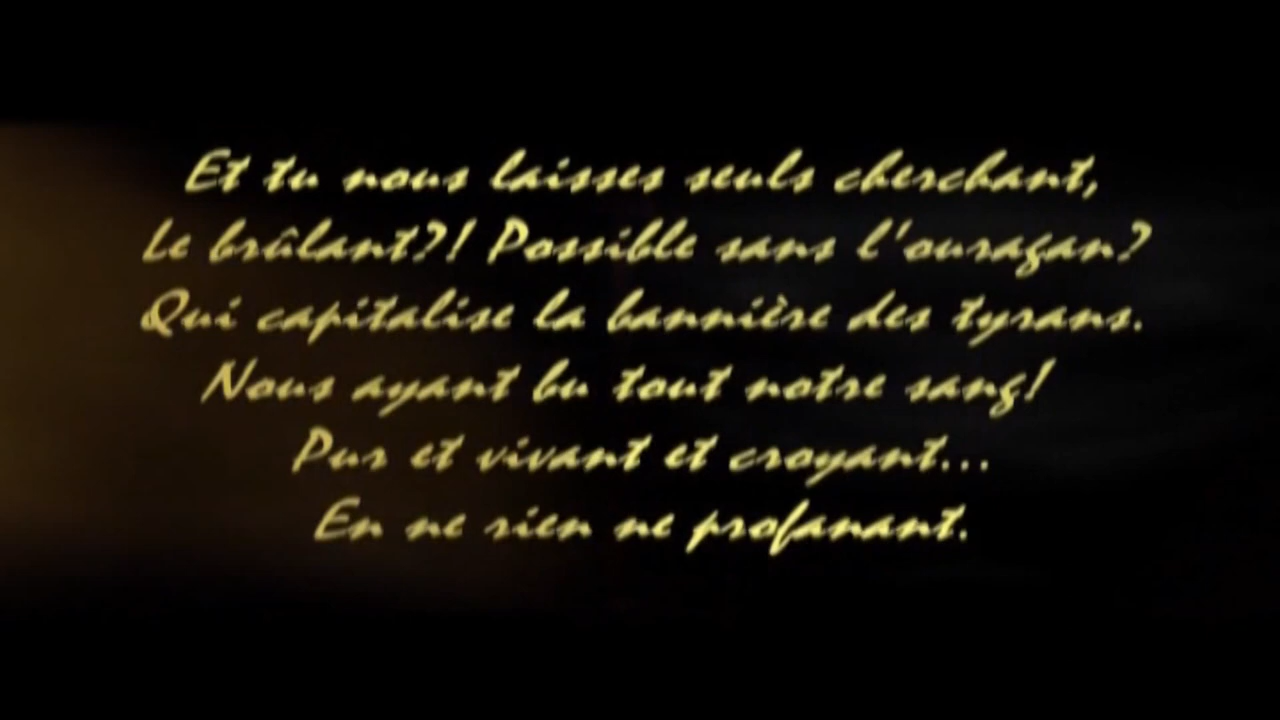 Et tu nous laisses seuls cherchant,
Le brûlant?! Possible sans l'ouragan?
Qui capitalise la bannière des tyrans.
Nous ayant bu tout notre sang!
Pur et vivant et croyant...
En ne rien ne profanant.